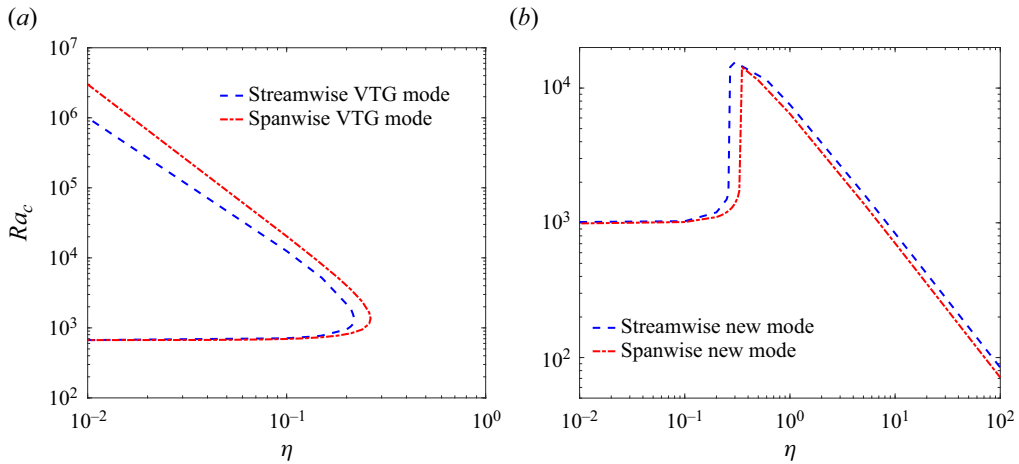 (a)
10^7
10^6
10^5
10^4
10^3
10^2
Ra_c
10^{-2}
10^{-1}
10^0
η
Streamwise VTG mode
Spanwise VTG mode
(b)
10^4
10^3
10^2
10^{-2}
10^{-1}
10^0
10^1
10^2
η
Streamwise new mode
Spanwise new mode